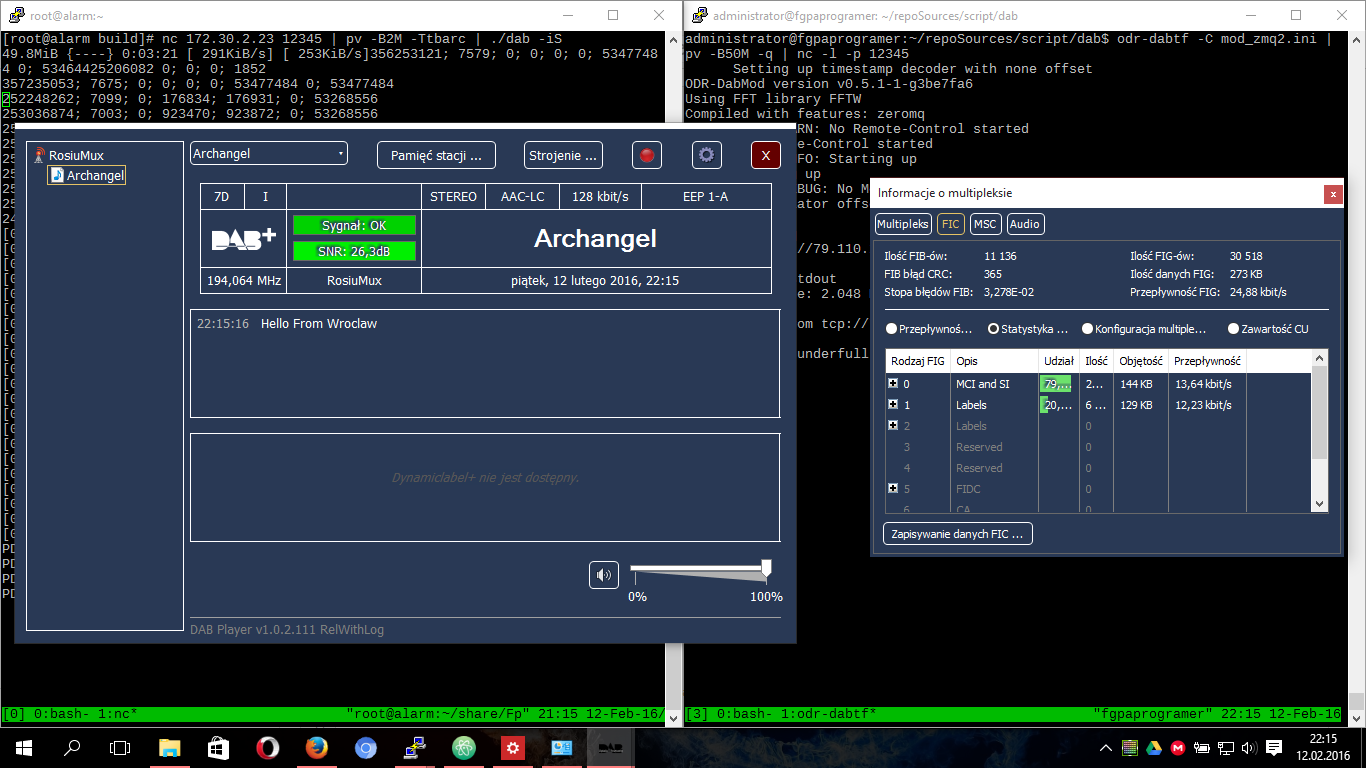 root@alarm:~
[root@alarm build]# nc 172.30.2.23 12345 | pv -B2M -Ttbarc | ./dab -iS
49.8MiB {----} 0:03:21 [ 291KiB/s] [ 253KiB/s]356253121; 7579; 0; 0; 0; 0; 5347748
4 0; 53464425206082 0; 0; 0; 1852
357235053; 7675; 0; 0; 0; 0; 53477484 0; 53477484
252248262; 7099; 0; 176834; 176931; 0; 53268556
253036874; 7003; 0; 923470; 923872; 0; 53268556
[0] 0:bash- 1:nc* "root@alarm:~/share/Fp" 21:15 12-Feb-16/
administrator@fgpaprogramer: ~/repoSources/script/dab
administrator@fgpaprogramer:~/repoSources/script/dab$ odr-dabtf -C mod_zmq2.ini |
pv -B50M -q | nc -l -p 12345
Setting up timestamp decoder with none offset
ODR-DabMod version v0.5.1-1-g3be7fa6
Using FFT library FFTW
Compiled with features: zeromq
RN: No Remote-Control started
e-Control started
FO: Starting up
up
BUG: No M
ator offs
//79.110.
tdout
e: 2.048
om tcp://
underfull
[3] 0:bash- 1:odr-dabtf* "fgpaprogramer" 22:15 12-Feb-16
RosiuMux
Archangel
Archangel
Pamięć stacji ...
Strojenie ...
X
7D I STEREO AAC-LC 128 kbit/s EEP 1-A
DAB+
Sygnał: OK
SNR: 26,3dB
Archangel
194,064 MHz RosiuMux piątek, 12 lutego 2016, 22:15
22:15:16 Hello From Wroclaw
Dynamiclabel+ nie jest dostępny.
0% 100%
DAB Player v1.0.2.111 RelWithLog
Informacje o multipleksie
x
Multipleks FIC MSC Audio
Ilość FIB-ów: 11 136 Ilość FIG-ów: 30 518
FIB błąd CRC: 365 Ilość danych FIG: 273 KB
Stopa błędów FIB: 3,278E-02 Przepływność FIG: 24,88 kbit/s
Przepływnoś... Statystyka ... Konfiguracja multiple... Zawartość CU
Rodzaj FIG Opis Udział Ilość Objętość Przepływność
0 MCI and SI 79,... 2... 144 KB 13,64 kbit/s
1 Labels 20,... 6 ... 129 KB 12,23 kbit/s
2 Labels 0
3 Reserved 0
4 Reserved 0
5 FIDC 0
6 CA 0
Zapisywanie danych FIC ...
22:15
12.02.2016